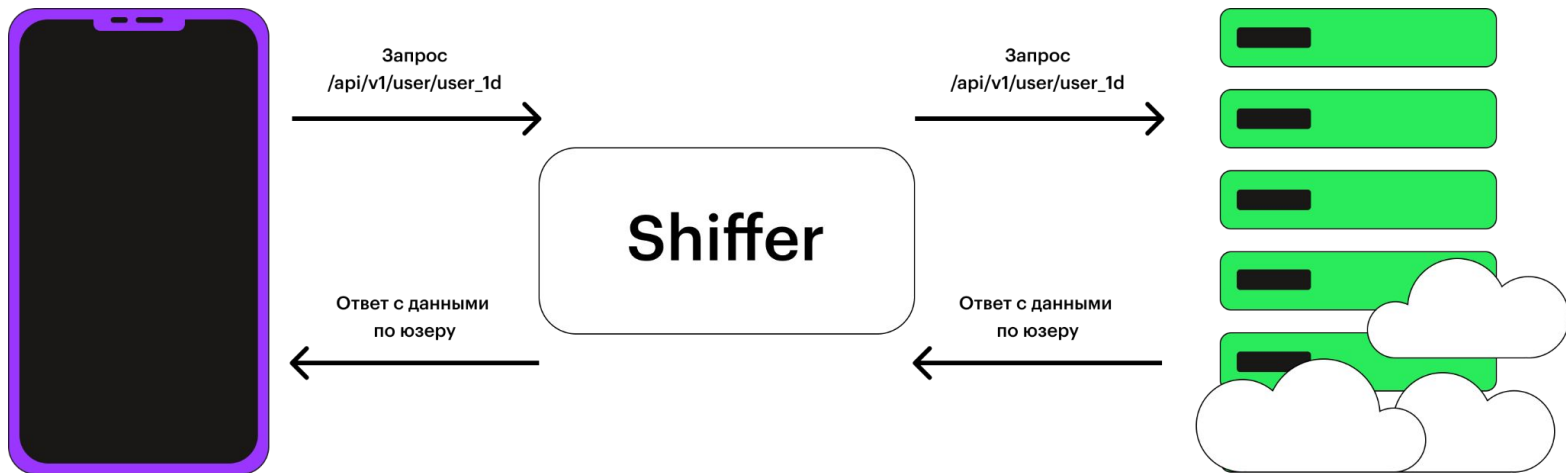 Запрос
/api/v1/user/user_1d
Запрос
/api/v1/user/user_1d
Shiffer
Ответ с данными
по юзеру
Ответ с данными
по юзеру